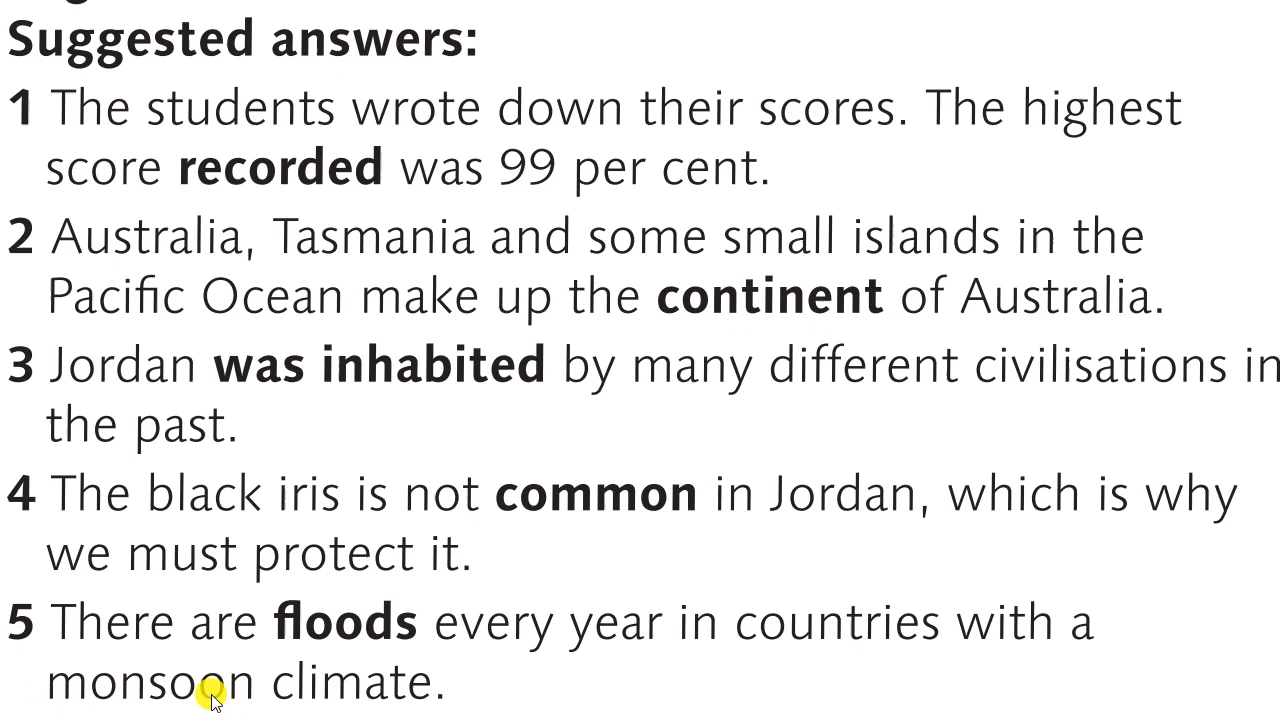 Suggested answers:
1 The students wrote down their scores. The highest
score recorded was 99 per cent.
2 Australia, Tasmania and some small islands in the
Pacific Ocean make up the continent of Australia.
3 Jordan was inhabited by many different civilisations in
the past.
4 The black iris is not common in Jordan, which is why
we must protect it.
5 There are floods every year in countries with a
monsoon climate.